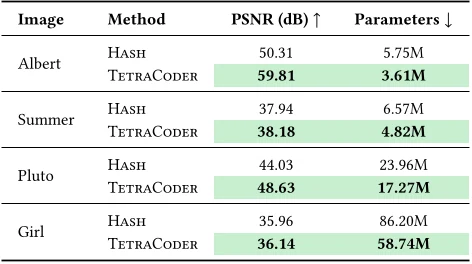 Image Method PSNR (dB) ↑ Parameters ↓
Albert
Hash 50.31 5.75M
TetraCoder 59.81 3.61M
Summer
Hash 37.94 6.57M
TetraCoder 38.18 4.82M
Pluto
Hash 44.03 23.96M
TetraCoder 48.63 17.27M
Girl
Hash 35.96 86.20M
TetraCoder 36.14 58.74M